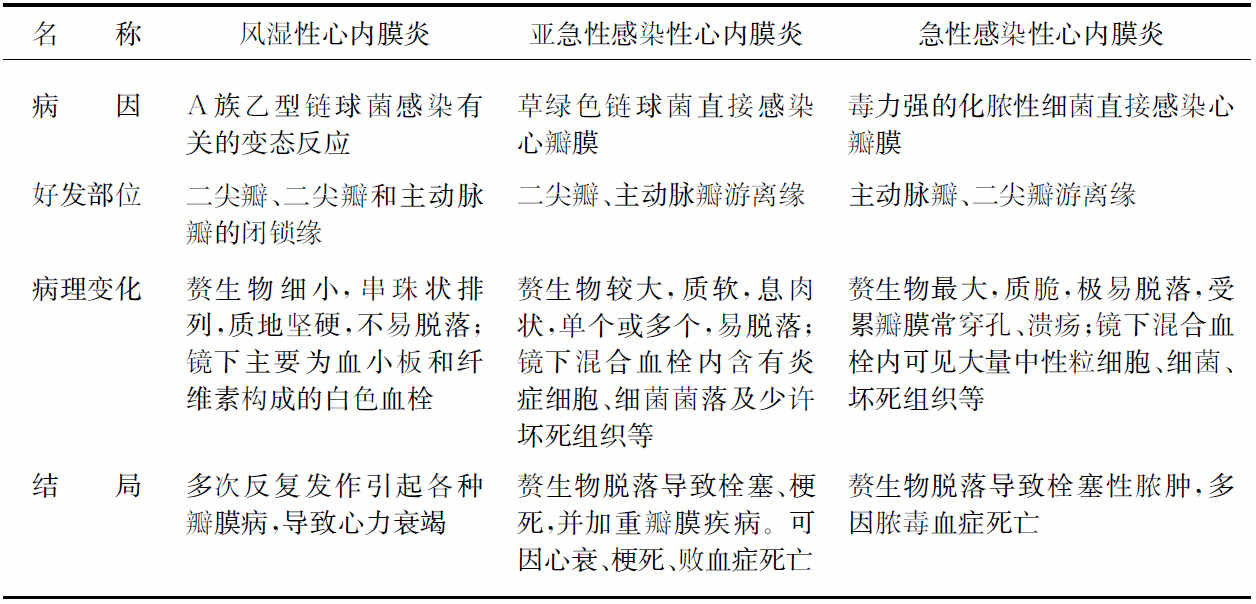 名 称 风湿性心内膜炎 亚急性感染性心内膜炎 急性感染性心内膜炎
病 因 A族乙型链球菌感染有 草绿色链球菌直接感染 毒力强的化脓性细菌直接感染心
关的变态反应 心瓣膜 瓣膜
好发部位 二尖瓣、二尖瓣和主动脉 二尖瓣、主动脉瓣游离缘 主动脉瓣、二尖瓣游离缘
瓣的闭锁缘
病理变化 赘生物细小,串珠状排 赘生物较大,质软,息肉 赘生物最大,质脆,极易脱落,受
列,质地坚硬,不易脱落; 状,单个或多个,易脱落; 累瓣膜常穿孔、溃疡;镜下混合血
镜下主要为血小板和纤 镜下混合血栓内含有炎 栓内可见大量中性粒细胞、细菌、
维素构成的白色血栓 症细胞、细菌菌落及少许 坏死组织等
坏死组织等
结 局 多次反复发作引起各种 赘生物脱落导致栓塞、梗 赘生物脱落导致栓塞性脓肿,多
瓣膜病,导致心力衰竭 死,并加重瓣膜疾病。可 因脓毒血症死亡
因心衰、梗死、败血症死亡